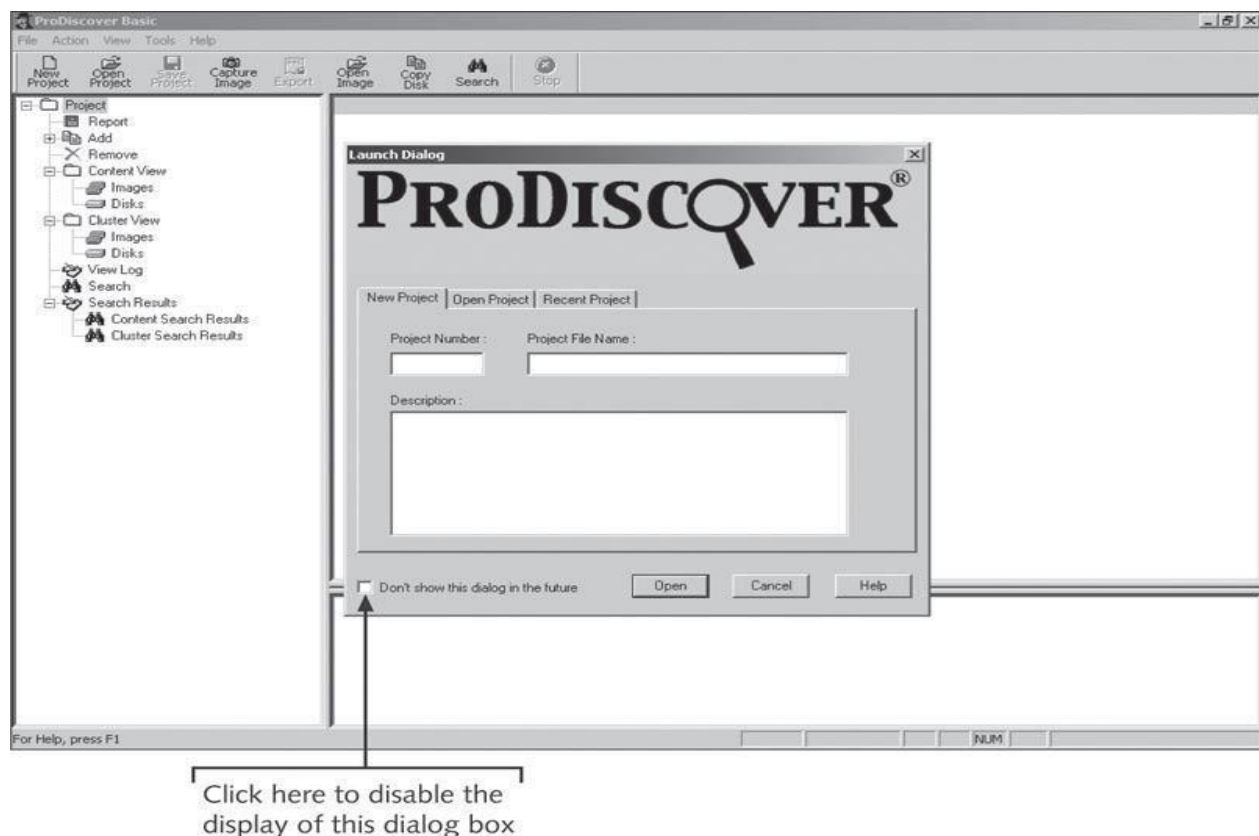 ProDiscover Basic
File Action View Tools Help
New Project Open Project Save Project Capture Image Export Open Image Copy Disk Search Stop
Project
Report
Add
Remove
Content View
Images
Disks
Cluster View
Images
Disks
View Log
Search
Search Results
Content Search Results
Cluster Search Results
Launch Dialog
PRODISCOVER®
New Project Open Project Recent Project
Project Number : Project File Name :
Description :
Don't show this dialog in the future Open Cancel Help
For Help, press F1 NUM
Click here to disable the
display of this dialog box